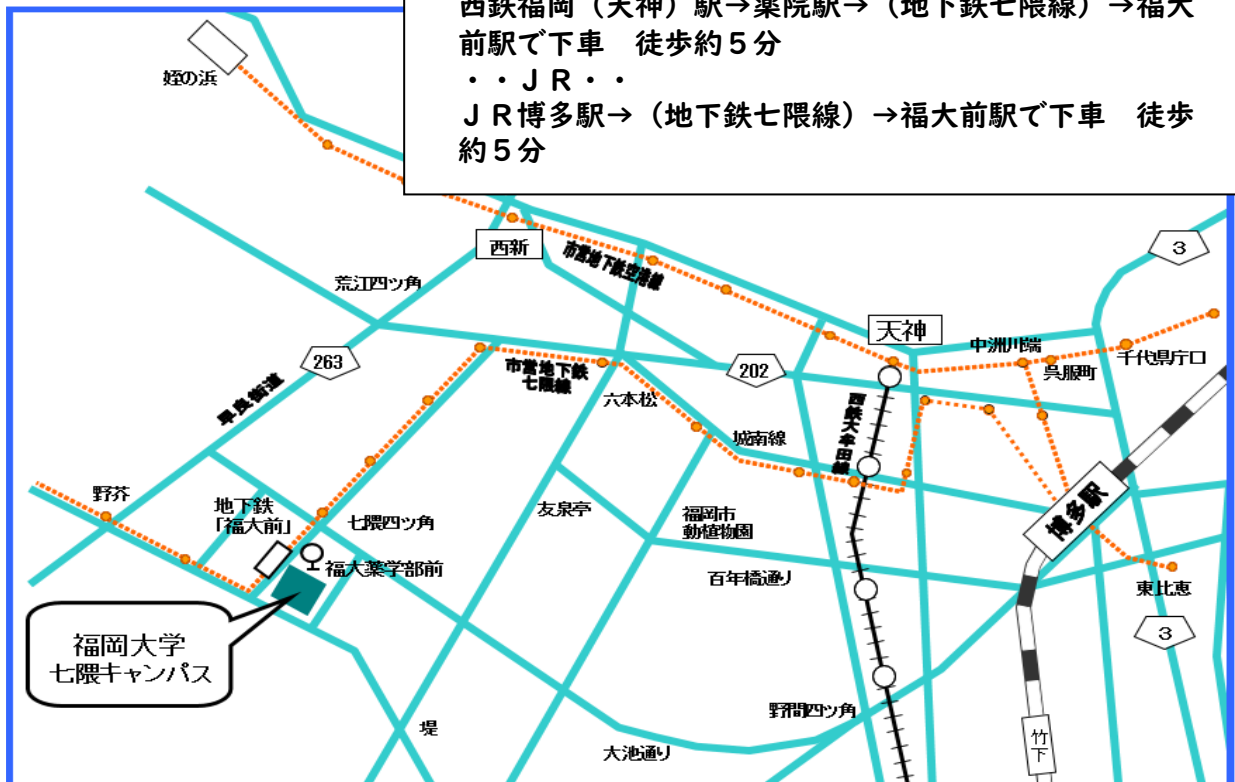 西鉄福岡（天神）駅→薬院駅→（地下鉄七隈線）→福大
前駅で下車　徒歩約５分
・・ＪＲ・・
ＪＲ博多駅→（地下鉄七隈線）→福大前駅で下車　徒歩
約５分
姪の浜
西新
市営地下鉄空港線
3
荒江四ツ角
天神
中洲川端
呉服町
千代県庁口
263
市営地下鉄
七隈線
202
早良街道
六本松
西鉄大牟田線
城南線
野芥
地下鉄
「福大前」
七隈四ツ角
友泉亭
福岡市
動植物園
博多駅
福大薬学部前
百年橋通り
東比恵
3
福岡大学
七隈キャンパス
野間四ツ角
堤
大池通り
竹下